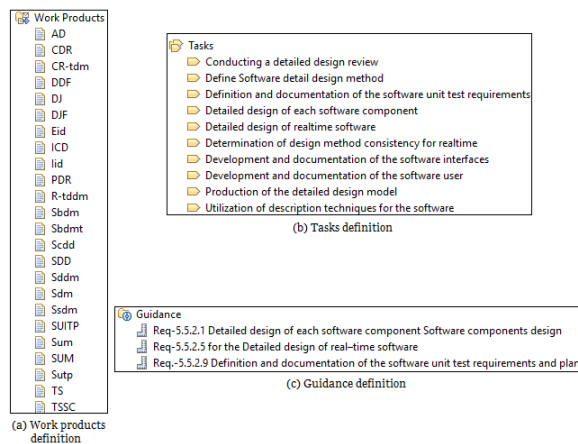 Work Products
AD
CDR
CR-tdm
DDF
DJ
DJF
Eid
ICD
Iid
PDR
R-tddm
Sbdm
Sbdmt
Scdd
SDD
Sddm
Sdm
Ssdm
SUITP
Sum
SUM
Sutp
TS
TSSC
(a) Work products
definition
Tasks
Conducting a detailed design review
Define Software detail design method
Definition and documentation of the software unit test requirements
Detailed design of each software component
Detailed design of realtime software
Determination of design method consistency for realtime
Development and documentation of the software interfaces
Development and documentation of the software user
Production of the detailed design model
Utilization of description techniques for the software
(b) Tasks definition
Guidance
Req-5.5.2.1 Detailed design of each software component Software components design
Req-5.5.2.5 for the Detailed design of real–time software
Req.-5.5.2.9 Definition and documentation of the software unit test requirements and plan
(c) Guidance definition